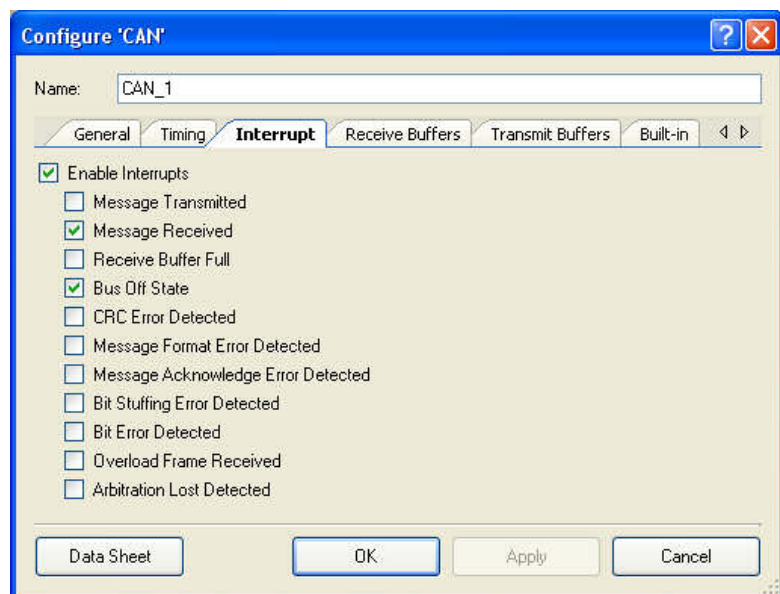 Configure 'CAN'
Name: CAN_1
General Timing Interrupt Receive Buffers Transmit Buffers Built-in
Enable Interrupts
Message Transmitted
Message Received
Receive Buffer Full
Bus Off State
CRC Error Detected
Message Format Error Detected
Message Acknowledge Error Detected
Bit Stuffing Error Detected
Bit Error Detected
Overload Frame Received
Arbitration Lost Detected
Data Sheet OK Apply Cancel